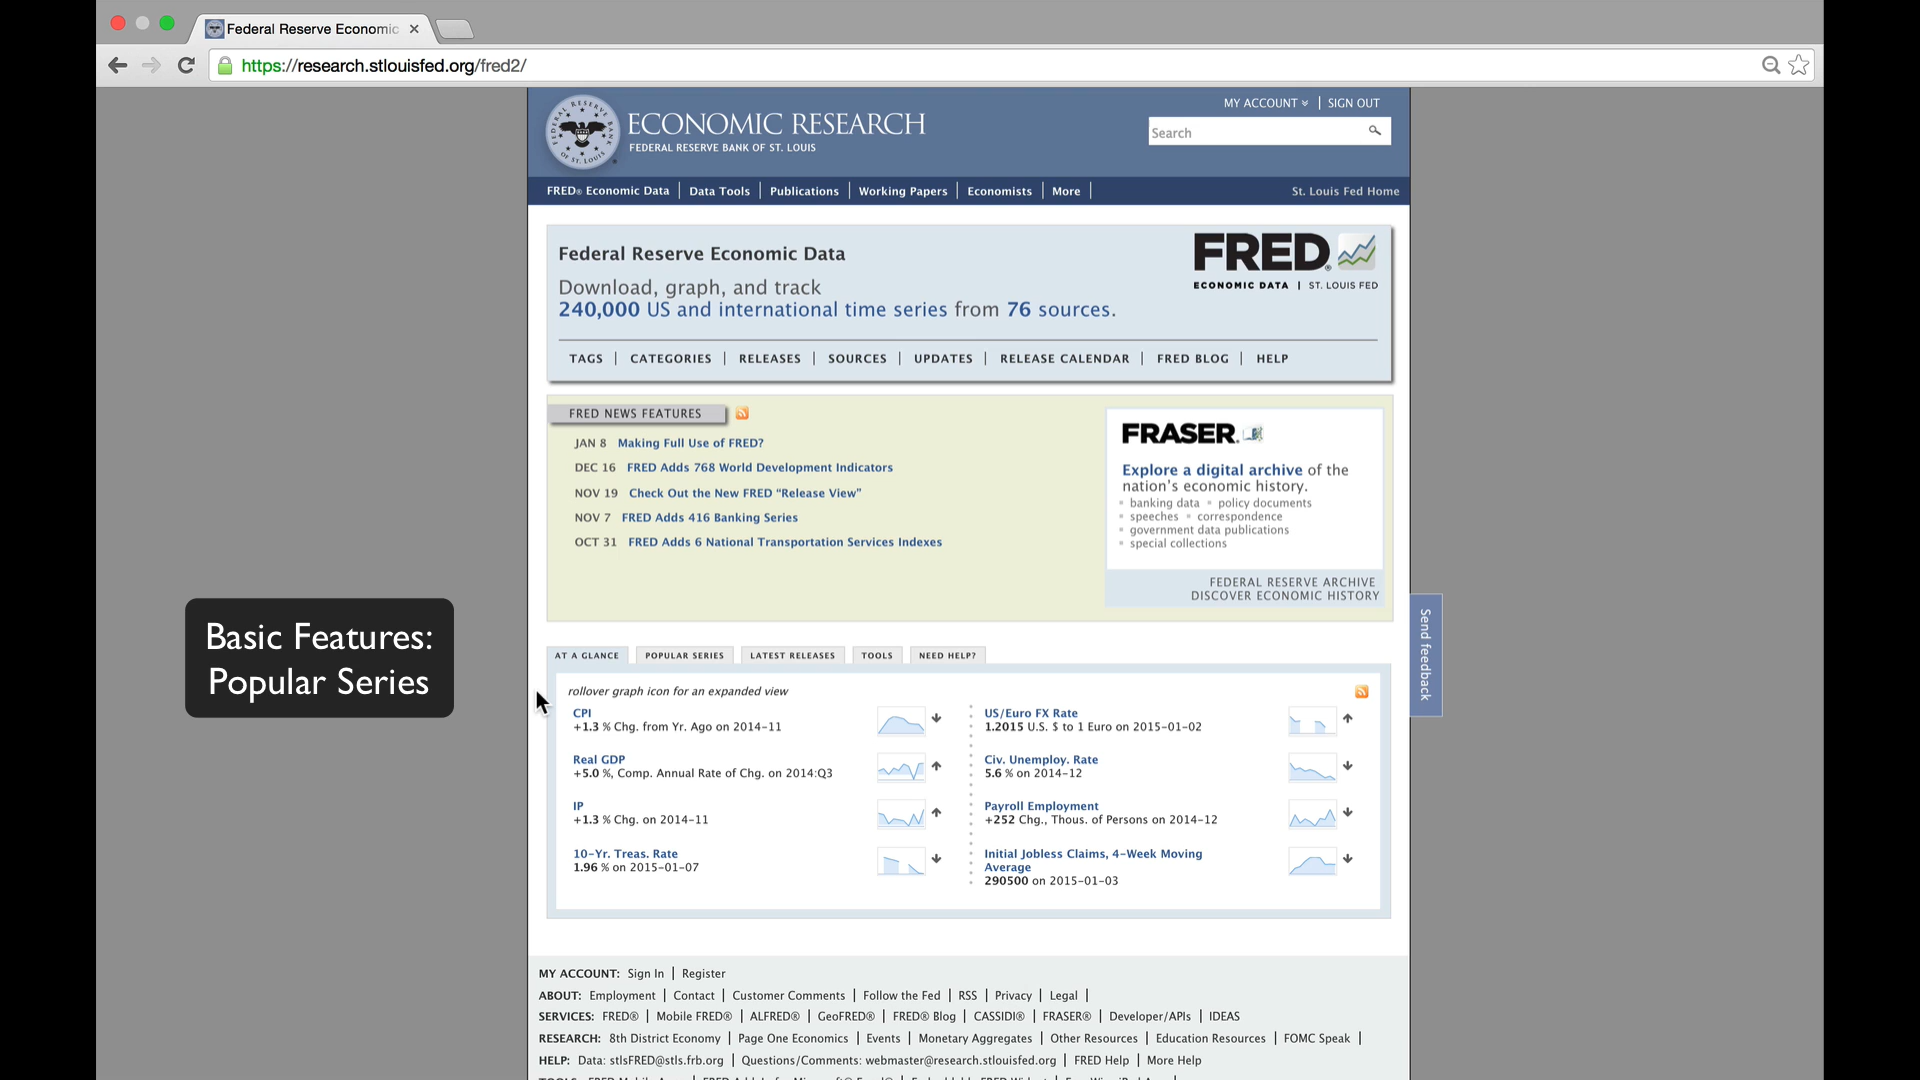 Federal Reserve Economic
https://research.stlouisfed.org/fred2/
MY ACCOUNT | SIGN OUT
ECONOMIC RESEARCH
FEDERAL RESERVE BANK OF ST. LOUIS
Search
FRED® Economic Data | Data Tools | Publications | Working Papers | Economists | More |
St. Louis Fed Home
Federal Reserve Economic Data
Download, graph, and track
240,000 US and international time series from 76 sources.
FRED®
ECONOMIC DATA | ST. LOUIS FED
TAGS | CATEGORIES | RELEASES | SOURCES | UPDATES | RELEASE CALENDAR | FRED BLOG | HELP
FRED NEWS FEATURES
JAN 8 Making Full Use of FRED?
DEC 16 FRED Adds 768 World Development Indicators
NOV 19 Check Out the New FRED “Release View”
NOV 7 FRED Adds 416 Banking Series
OCT 31 FRED Adds 6 National Transportation Services Indexes
FRASER
Explore a digital archive of the
nation's economic history.
banking data • policy documents
speeches • correspondence
government data publications
special collections
FEDERAL RESERVE ARCHIVE
DISCOVER ECONOMIC HISTORY
Send feedback
Basic Features:
Popular Series
AT A GLANCE
POPULAR SERIES
LATEST RELEASES
TOOLS
NEED HELP?
rollover graph icon for an expanded view
CPI
+1.3 % Chg. from Yr. Ago on 2014-11
Real GDP
+5.0 %, Comp. Annual Rate of Chg. on 2014:Q3
IP
+1.3 % Chg. on 2014-11
10-Yr. Treas. Rate
1.96 % on 2015-01-07
US/Euro FX Rate
1.2015 U.S. $ to 1 Euro on 2015-01-02
Civ. Unemploy. Rate
5.6 % on 2014-12
Payroll Employment
+252 Chg., Thous. of Persons on 2014-12
Initial Jobless Claims, 4-Week Moving
Average
290500 on 2015-01-03
MY ACCOUNT: Sign In | Register
ABOUT: Employment | Contact | Customer Comments | Follow the Fed | RSS | Privacy | Legal |
SERVICES: FRED® | Mobile FRED® | ALFRED® | GeoFRED® | FRED® Blog | CASSIDI® | FRASER® | Developer/APIs | IDEAS
RESEARCH: 8th District Economy | Page One Economics | Events | Monetary Aggregates | Other Resources | Education Resources | FOMC Speak |
HELP: Data: stlsFRED@stls.frb.org | Questions/Comments: webmaster@research.stlouisfed.org | FRED Help | More Help